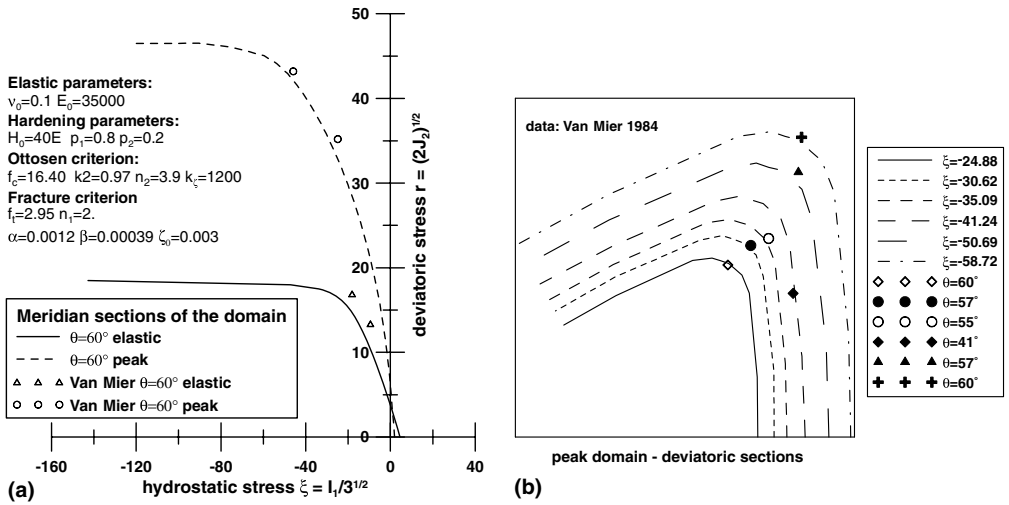 50
40
30
20
10
0
deviatoric stress r = (2J₂)^1/2
Elastic parameters:
ν₀=0.1 E₀=35000
Hardening parameters:
H₀=40E p₁=0.8 p₂=0.2
Ottosen criterion:
f_c=16.40 k2=0.97 n₂=3.9 k_ζ=1200
Fracture criterion
f_t=2.95 n₁=2.
α=0.0012 β=0.00039 ζ₀=0.003
Meridian sections of the domain
θ=60° elastic
θ=60° peak
Van Mier θ=60° elastic
Van Mier θ=60° peak
-160 -120 -80 -40 0 40
hydrostatic stress ξ = I₁/3^1/2
(a)
data: Van Mier 1984
peak domain - deviatoric sections
(b)
ξ=-24.88
ξ=-30.62
ξ=-35.09
ξ=-41.24
ξ=-50.69
ξ=-58.72
θ=60°
θ=57°
θ=55°
θ=41°
θ=57°
θ=60°